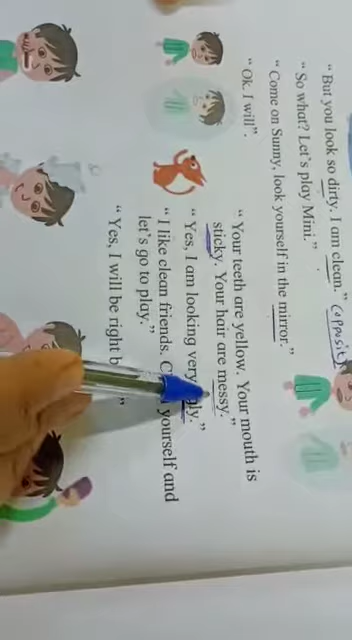 “ But you look so dirty. I am clean.” (opposit)
“ So what? Let's play Mini.”
“ Come on Sunny, look yourself in the mirror.”
“ Ok. I will”.
“ Your teeth are yellow. Your mouth is
sticky. Your hair are messy.”
“ Yes, I am looking very ugly.”
“ I like clean friends. yourself and
let's go to play.”
“ Yes, I will be right ”